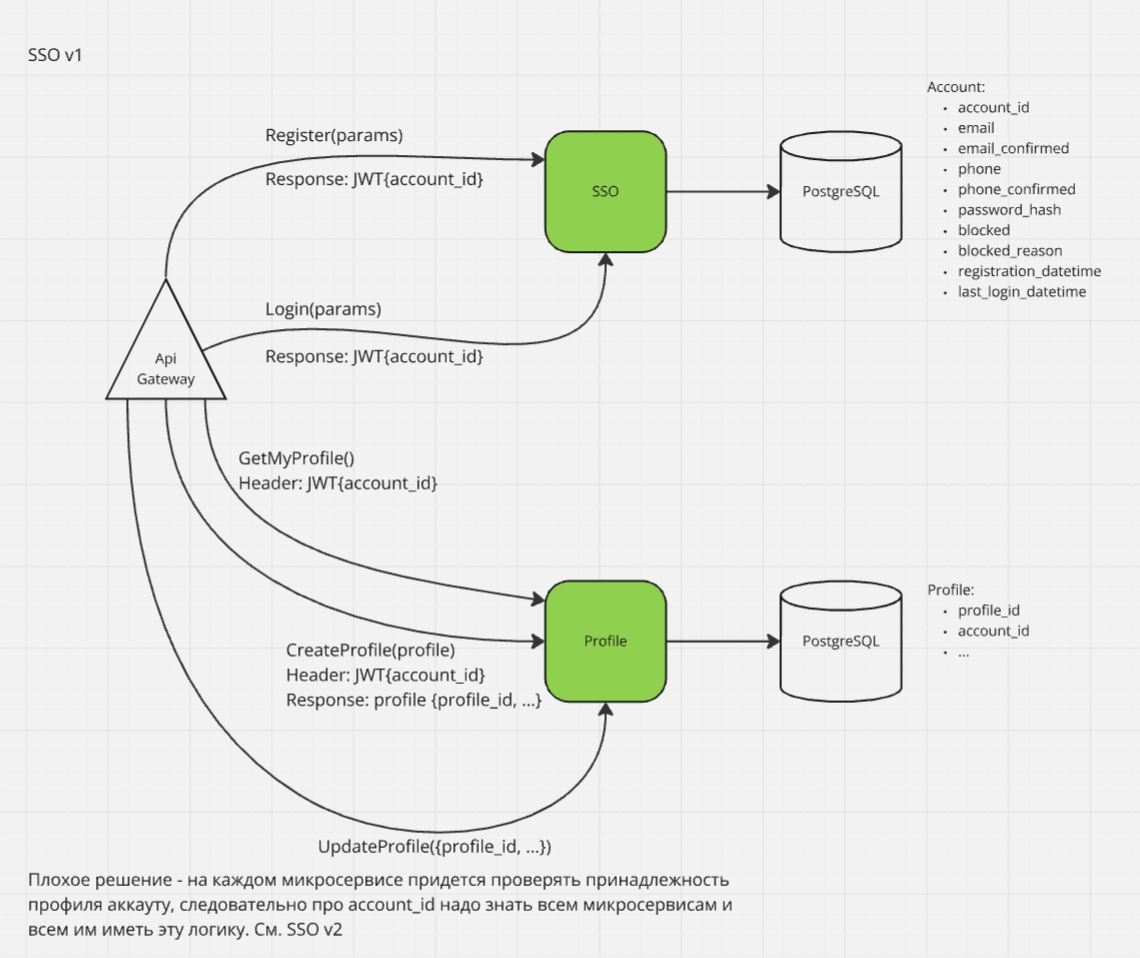 SSO v1
Account:
• account_id
• email
• email_confirmed
• phone
• phone_confirmed
• password_hash
• blocked
• blocked_reason
• registration_datetime
• last_login_datetime
Register(params)
Response: JWT{account_id}
SSO
PostgreSQL
Login(params)
Response: JWT{account_id}
Api
Gateway
GetMyProfile()
Header: JWT{account_id}
Profile
PostgreSQL
Profile:
• profile_id
• account_id
• ...
CreateProfile(profile)
Header: JWT{account_id}
Response: profile {profile_id, ...}
UpdateProfile({profile_id, ...})
Плохое решение - на каждом микросервисе придется проверять принадлежность
профиля аккауту, следовательно про account_id надо знать всем микросервисам и
всем им иметь эту логику. См. SSO v2